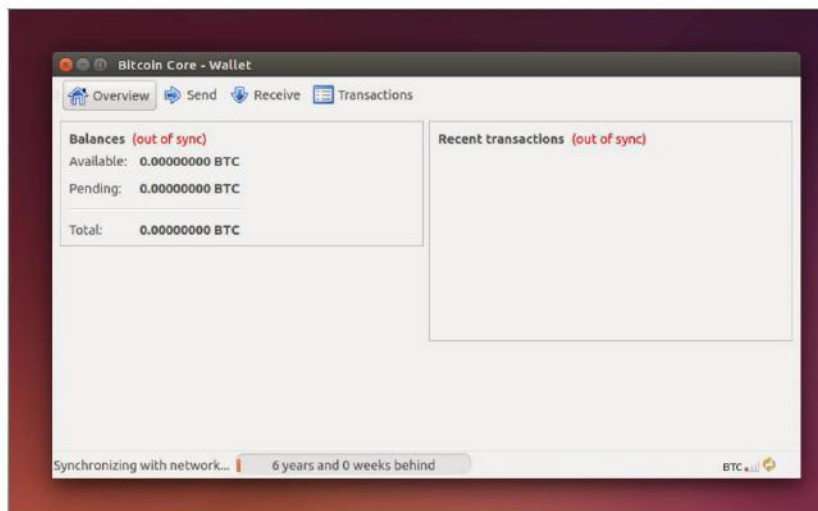 Bitcoin Core - Wallet
Overview Send Receive Transactions
Balances (out of sync)
Available: 0.00000000 BTC
Pending: 0.00000000 BTC
Total: 0.00000000 BTC
Recent transactions (out of sync)
Synchronizing with network... 6 years and 0 weeks behind BTC